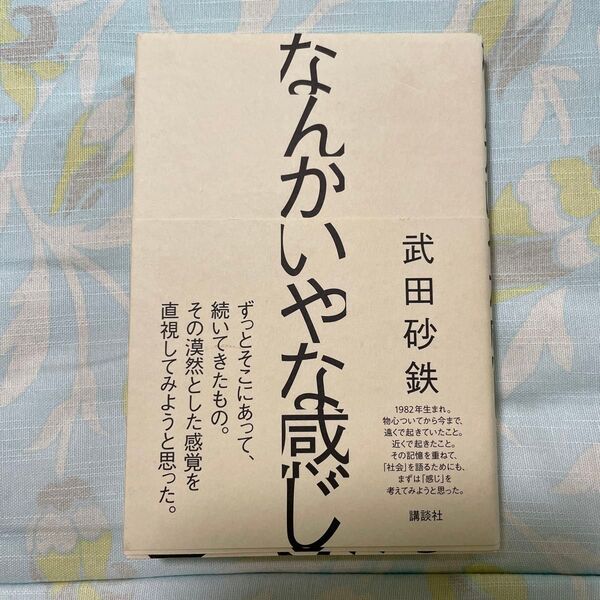 なんかいやな感じ
武田砂鉄
ずっとそこにあって、
続いてきたもの。
その漠然とした感覚を
直視してみようと思った。
1982年生まれ。
物心ついてから今まで、
遠くで起きていたこと。
近くで起きたこと。
その記憶を重ねて、
「社会」を語るためにも、
まずは「感じ」を
考えてみようと思った。
講談社